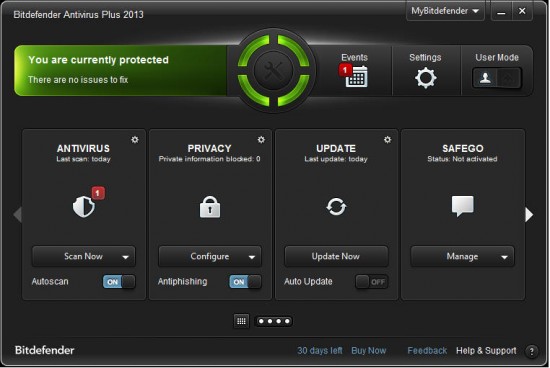 Bitdefender Antivirus Plus 2013
MyBitdefender
You are currently protected
There are no issues to fix
Events
1
Settings
User Mode
ANTIVIRUS
Last scan: today
1
Scan Now
Autoscan
ON
PRIVACY
Private information blocked: 0
Configure
Antiphishing
ON
UPDATE
Last update: today
Update Now
Auto Update
OFF
SAFEGO
Status: Not activated
Manage
Bitdefender
30 days left
Buy Now
Feedback
Help & Support
?